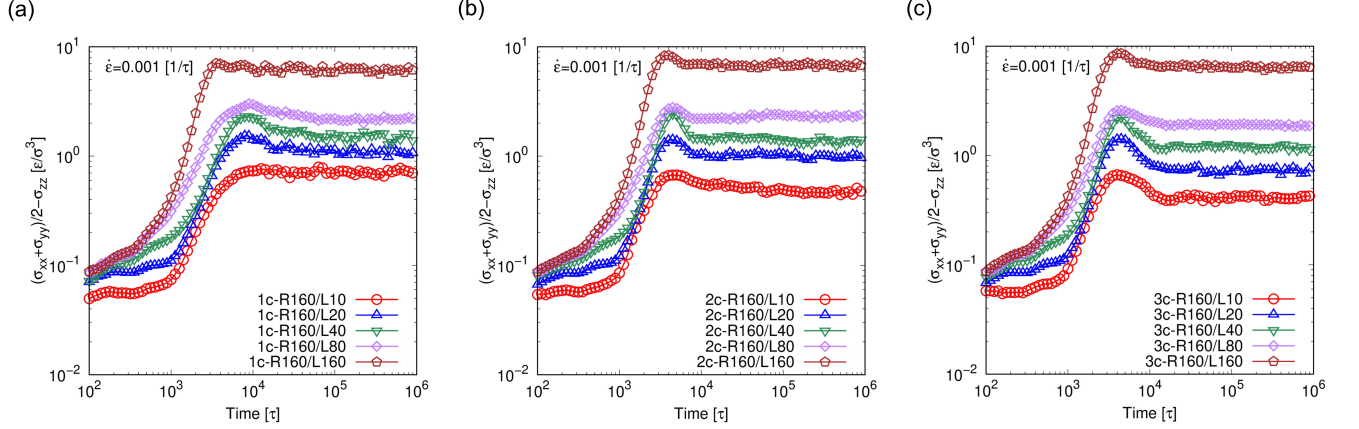 (a)
(b)
(c)
(σxx+σyy)/2−σzz [ε/σ³]
10¹
10⁰
10⁻¹
10⁻²
ε̇=0.001 [1/τ]
1c-R160/L10
1c-R160/L20
1c-R160/L40
1c-R160/L80
1c-R160/L160
10² 10³ 10⁴ 10⁵ 10⁶
Time [τ]
(σxx+σyy)/2−σzz [ε/σ³]
10¹
10⁰
10⁻¹
10⁻²
ε̇=0.001 [1/τ]
2c-R160/L10
2c-R160/L20
2c-R160/L40
2c-R160/L80
2c-R160/L160
10² 10³ 10⁴ 10⁵ 10⁶
Time [τ]
(σxx+σyy)/2−σzz [ε/σ³]
10¹
10⁰
10⁻¹
10⁻²
ε̇=0.001 [1/τ]
3c-R160/L10
3c-R160/L20
3c-R160/L40
3c-R160/L80
3c-R160/L160
10² 10³ 10⁴ 10⁵ 10⁶
Time [τ]